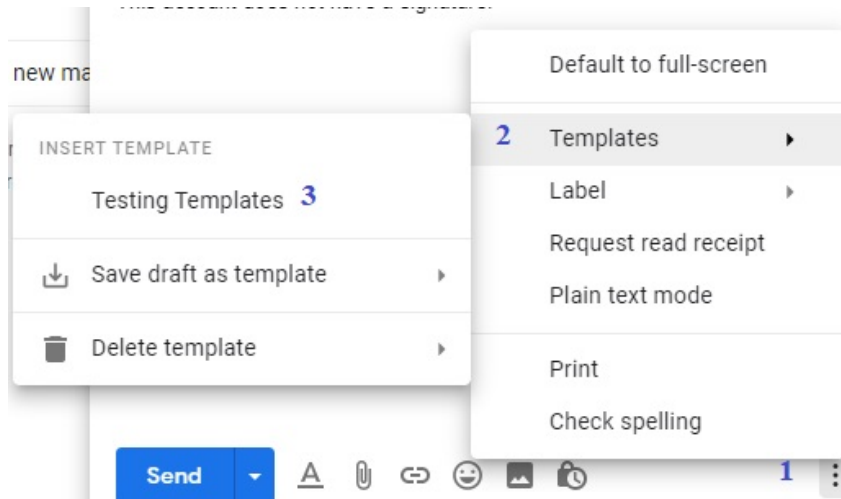 new ma
Default to full-screen
2 Templates
INSERT TEMPLATE
Testing Templates 3
Label
Request read receipt
Save draft as template
Plain text mode
Delete template
Print
Check spelling
Send
1